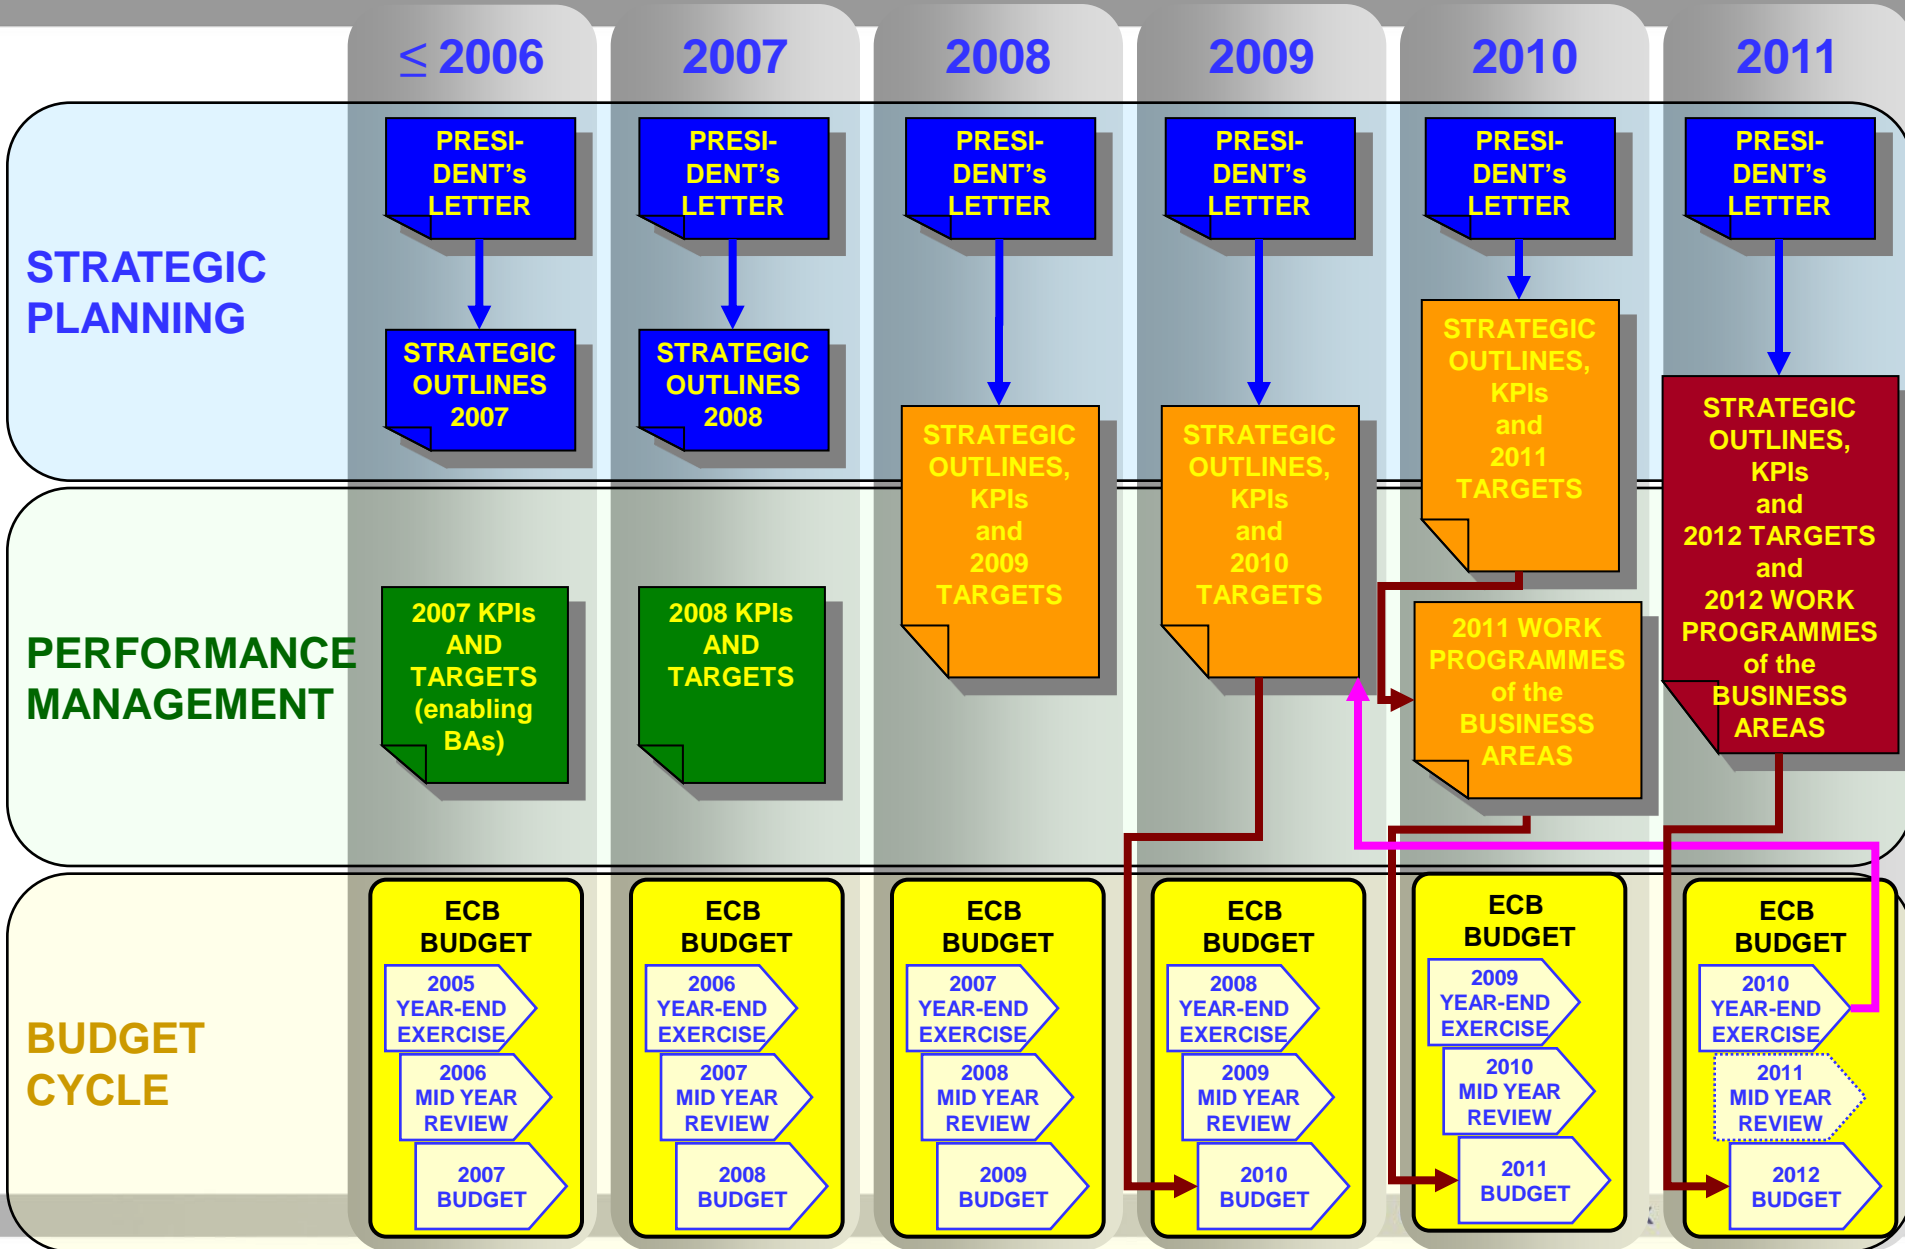 ≤ 2006
2007
2008
2009
2010
2011
STRATEGIC
PLANNING
PRESI-
DENT's
LETTER
PRESI-
DENT's
LETTER
PRESI-
DENT's
LETTER
PRESI-
DENT's
LETTER
PRESI-
DENT's
LETTER
PRESI-
DENT's
LETTER
STRATEGIC
OUTLINES
2007
STRATEGIC
OUTLINES
2008
STRATEGIC
OUTLINES,
KPIs
and
2009
TARGETS
STRATEGIC
OUTLINES,
KPIs
and
2010
TARGETS
STRATEGIC
OUTLINES,
KPIs
and
2011
TARGETS
STRATEGIC
OUTLINES,
KPIs
and
2012 TARGETS
and
2012 WORK
PROGRAMMES
of the
BUSINESS
AREAS
PERFORMANCE
MANAGEMENT
2007 KPIs
AND
TARGETS
(enabling
BAs)
2008 KPIs
AND
TARGETS
2011 WORK
PROGRAMMES
of the
BUSINESS
AREAS
BUDGET
CYCLE
ECB
BUDGET
2005
YEAR-END
EXERCISE
2006
MID YEAR
REVIEW
2007
BUDGET
ECB
BUDGET
2006
YEAR-END
EXERCISE
2007
MID YEAR
REVIEW
2008
BUDGET
ECB
BUDGET
2007
YEAR-END
EXERCISE
2008
MID YEAR
REVIEW
2009
BUDGET
ECB
BUDGET
2008
YEAR-END
EXERCISE
2009
MID YEAR
REVIEW
2010
BUDGET
ECB
BUDGET
2009
YEAR-END
EXERCISE
2010
MID YEAR
REVIEW
2011
BUDGET
ECB
BUDGET
2010
YEAR-END
EXERCISE
2011
MID YEAR
REVIEW
2012
BUDGET